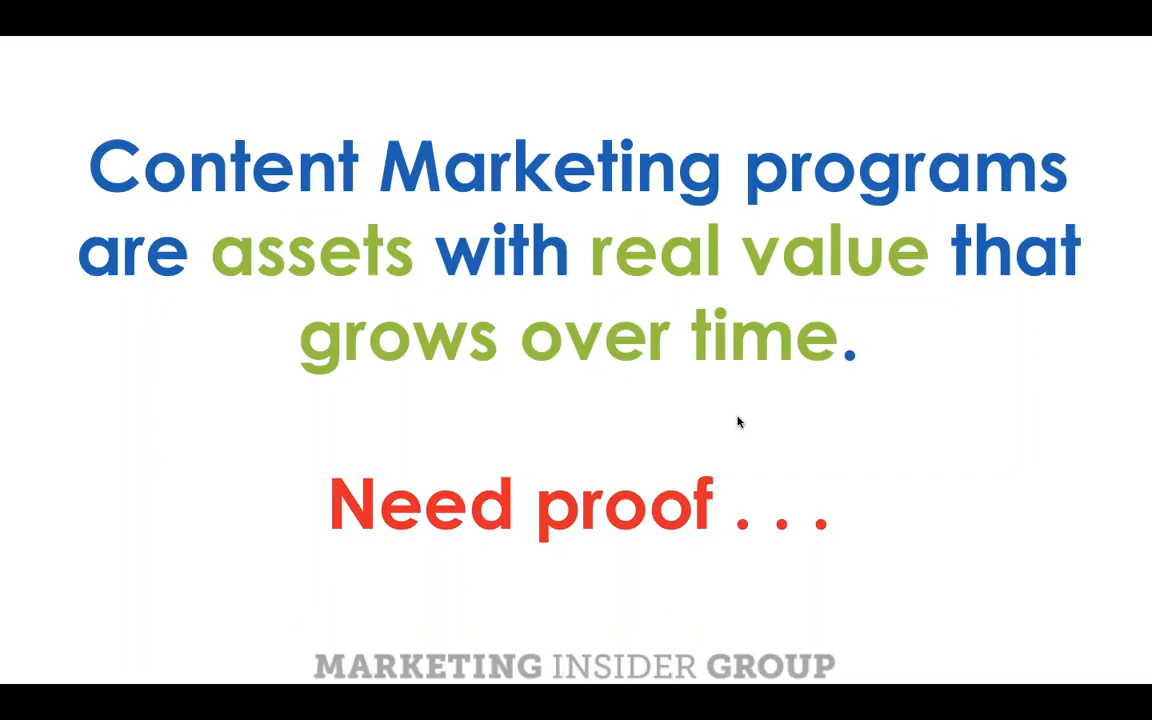 Content Marketing programs
are assets with real value that
grows over time.
Need proof . . .
MARKETING INSIDER GROUP